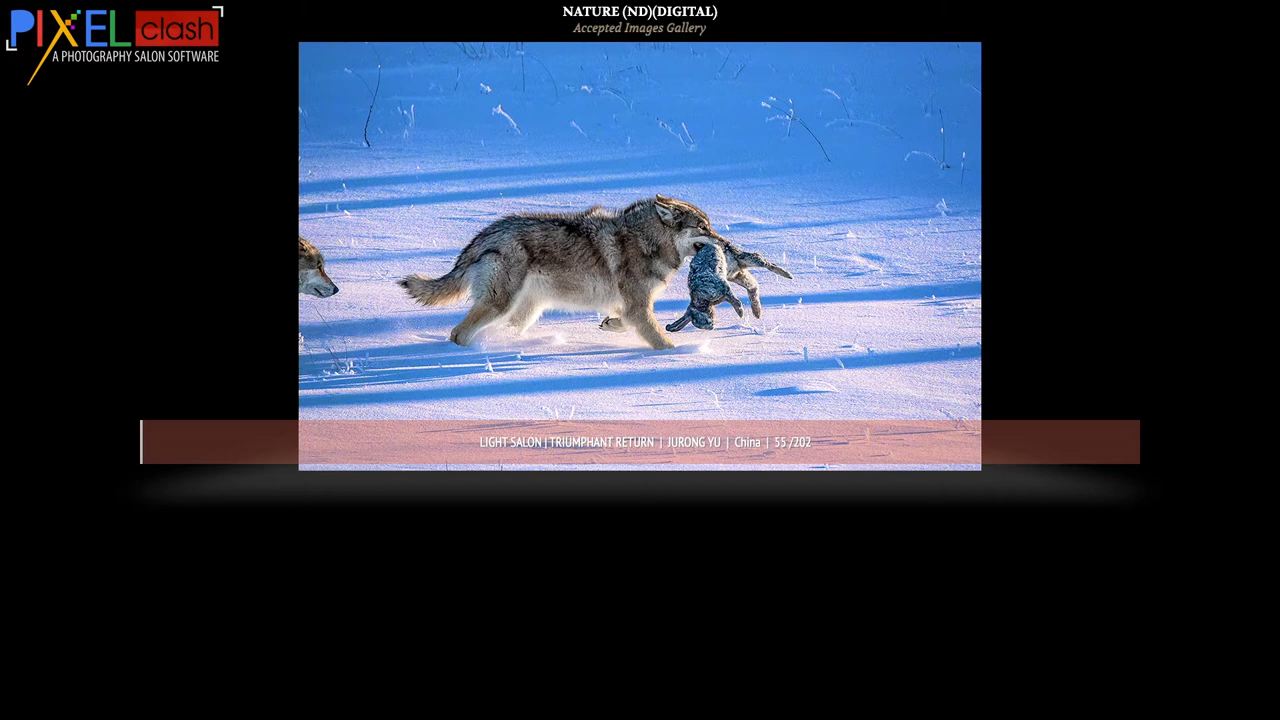 PIXEL clash
A PHOTOGRAPHY SALON SOFTWARE
NATURE (ND)(DIGITAL)
Accepted Images Gallery
LIGHT SALON | TRIUMPHANT RETURN | JURONG YU | China | 55 /202